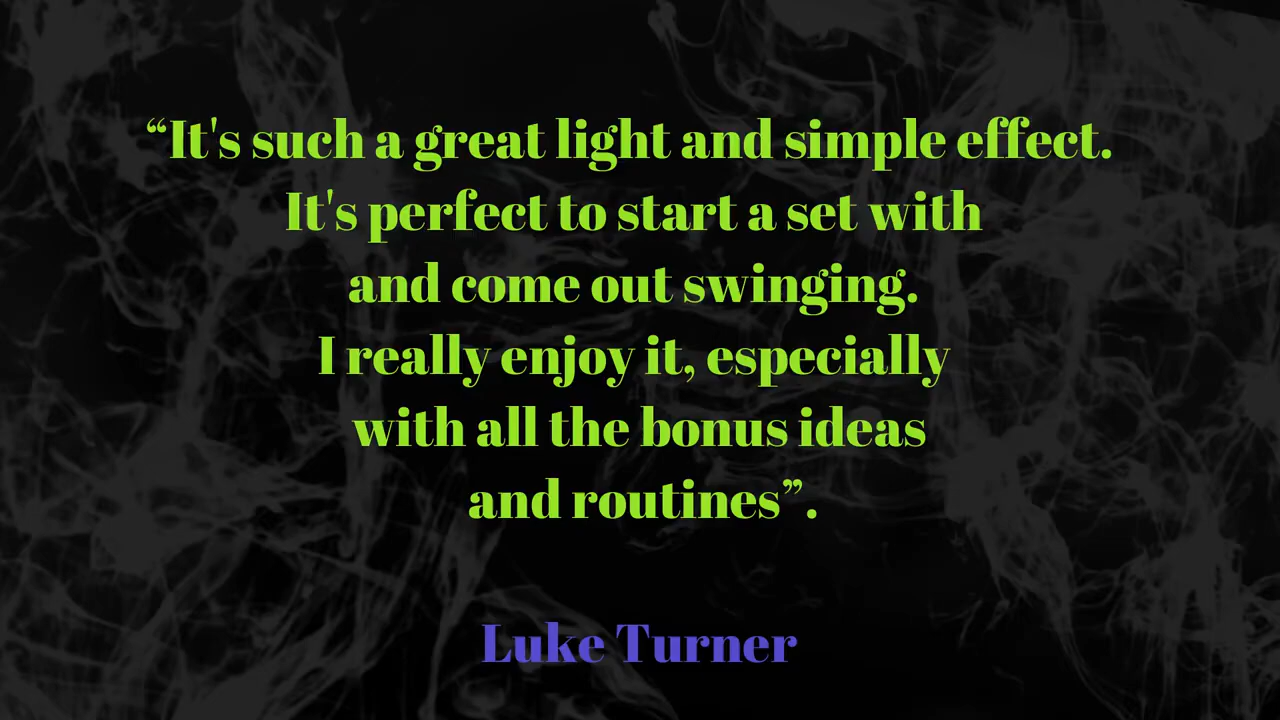 “It's such a great light and simple effect.
It's perfect to start a set with
and come out swinging.
I really enjoy it, especially
with all the bonus ideas
and routines”.
Luke Turner